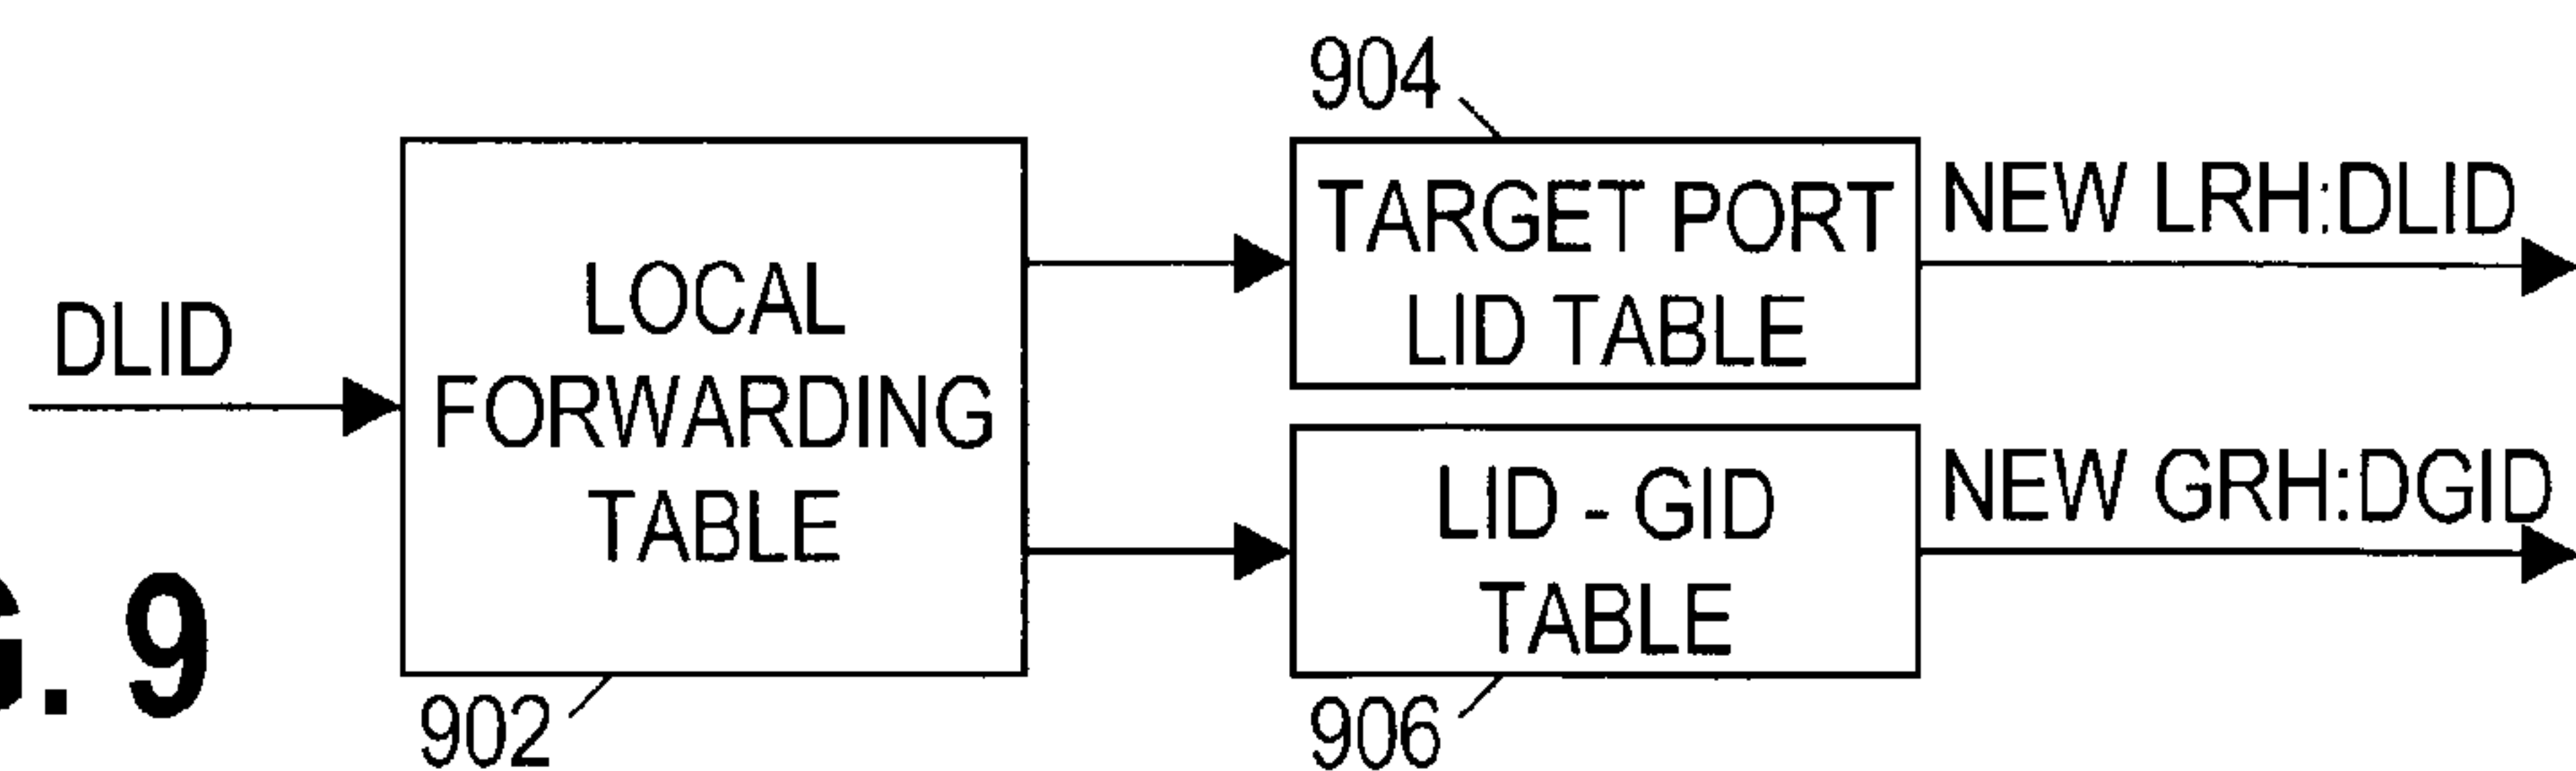 904
TARGET PORT
LID TABLE
NEW LRH:DLID
DLID
LOCAL
FORWARDING
TABLE
LID - GID
TABLE
NEW GRH:DGID
G. 9
902
906